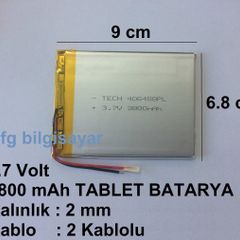 9 cm
- TECH 406488PL
+ 3.7V 3800mAh
6.8 c
fg bilgisayar
.7 Volt
800 mAh TABLET BATARYA
alınlık : 2 mm
ablo : 2 Kablolu